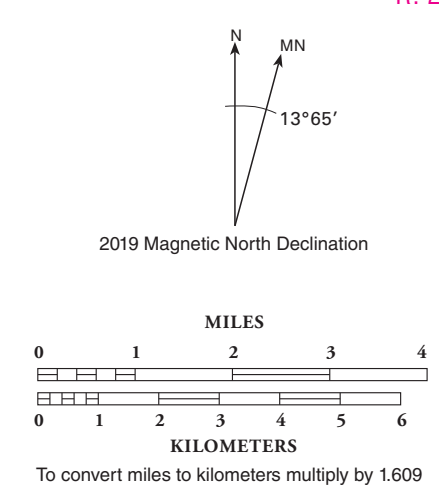 R. 2
N
MN
13°65′
2019 Magnetic North Declination
MILES
0 1 2 3 4
0 1 2 3 4 5 6
KILOMETERS
To convert miles to kilometers multiply by 1.609